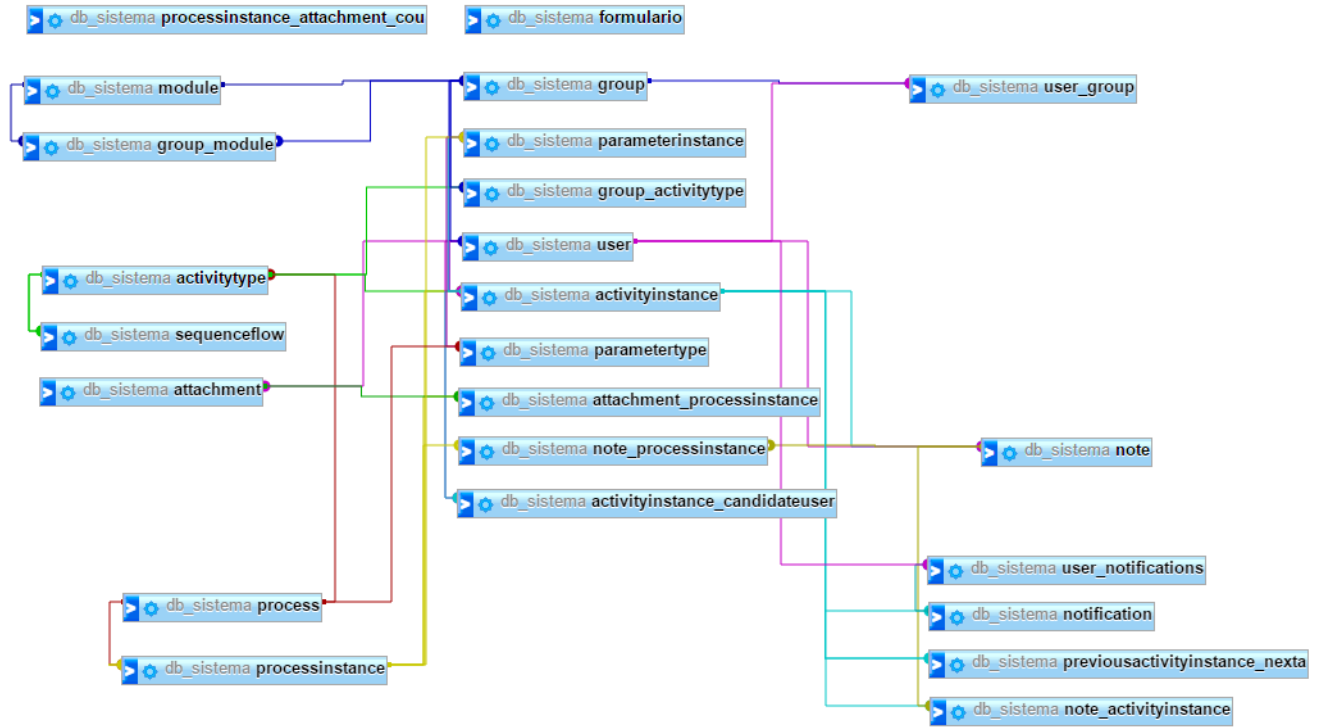 db_sistema processinstance_attachment_cou
db_sistema formulario
db_sistema module
db_sistema group
db_sistema user_group
db_sistema group_module
db_sistema parameterinstance
db_sistema group_activitytype
db_sistema user
db_sistema activitytype
db_sistema activityinstance
db_sistema sequenceflow
db_sistema parametertype
db_sistema attachment
db_sistema attachment_processinstance
db_sistema note_processinstance
db_sistema note
db_sistema activityinstance_candidateuser
db_sistema user_notifications
db_sistema process
db_sistema notification
db_sistema processinstance
db_sistema previousactivityinstance_nexta
db_sistema note_activityinstance